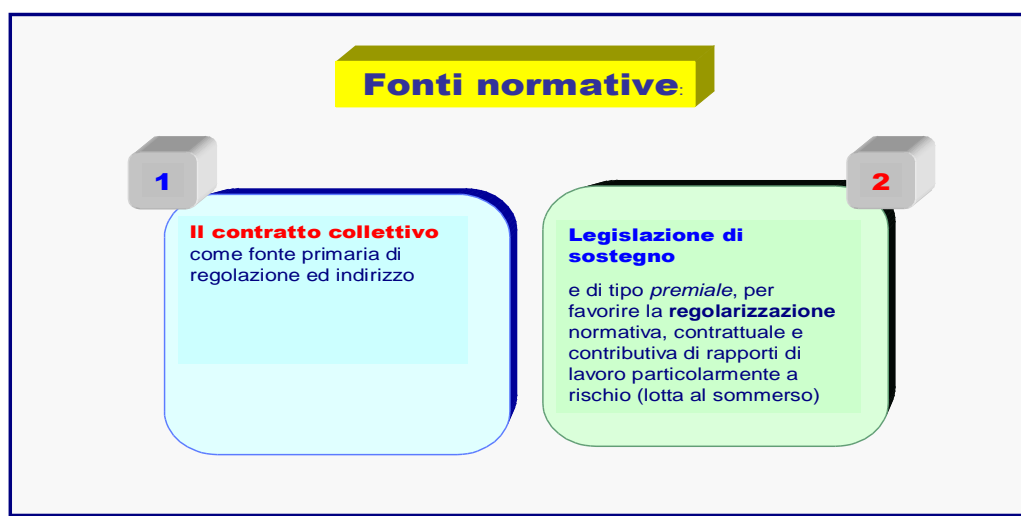 Fonti normative:
1
Il contratto collettivo
come fonte primaria di
regolazione ed indirizzo
2
Legislazione di
sostegno
e di tipo premiale, per
favorire la regolarizzazione
normativa, contrattuale e
contributiva di rapporti di
lavoro particolarmente a
rischio (lotta al sommerso)